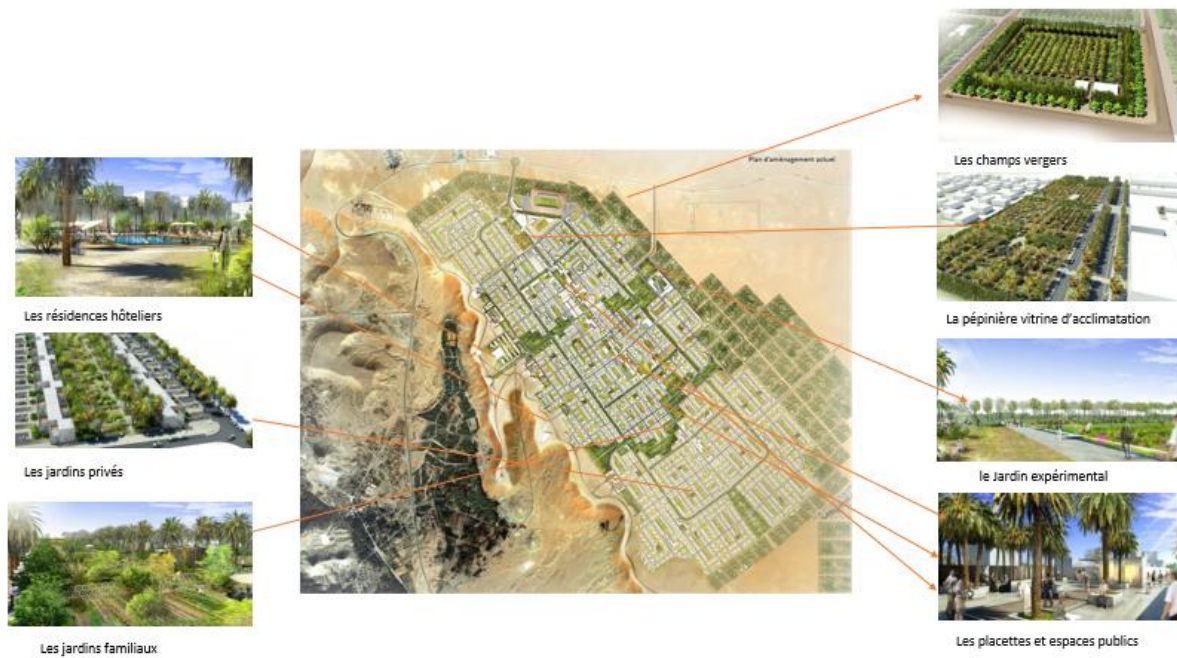 Plan d'aménagement actuel
Les champs vergers
Les résidences hôteliers
La pépinière vitrine d'acclimatation
Les jardins privés
le Jardin expérimental
Les placettes et espaces publics
Les jardins familiaux